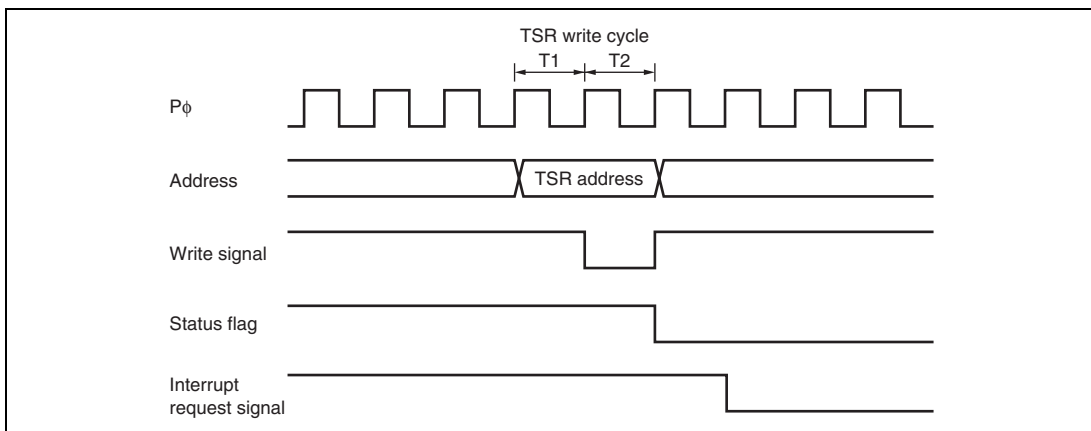 TSR write cycle
T1 T2
Pϕ
Address
TSR address
Write signal
Status flag
Interrupt
request signal